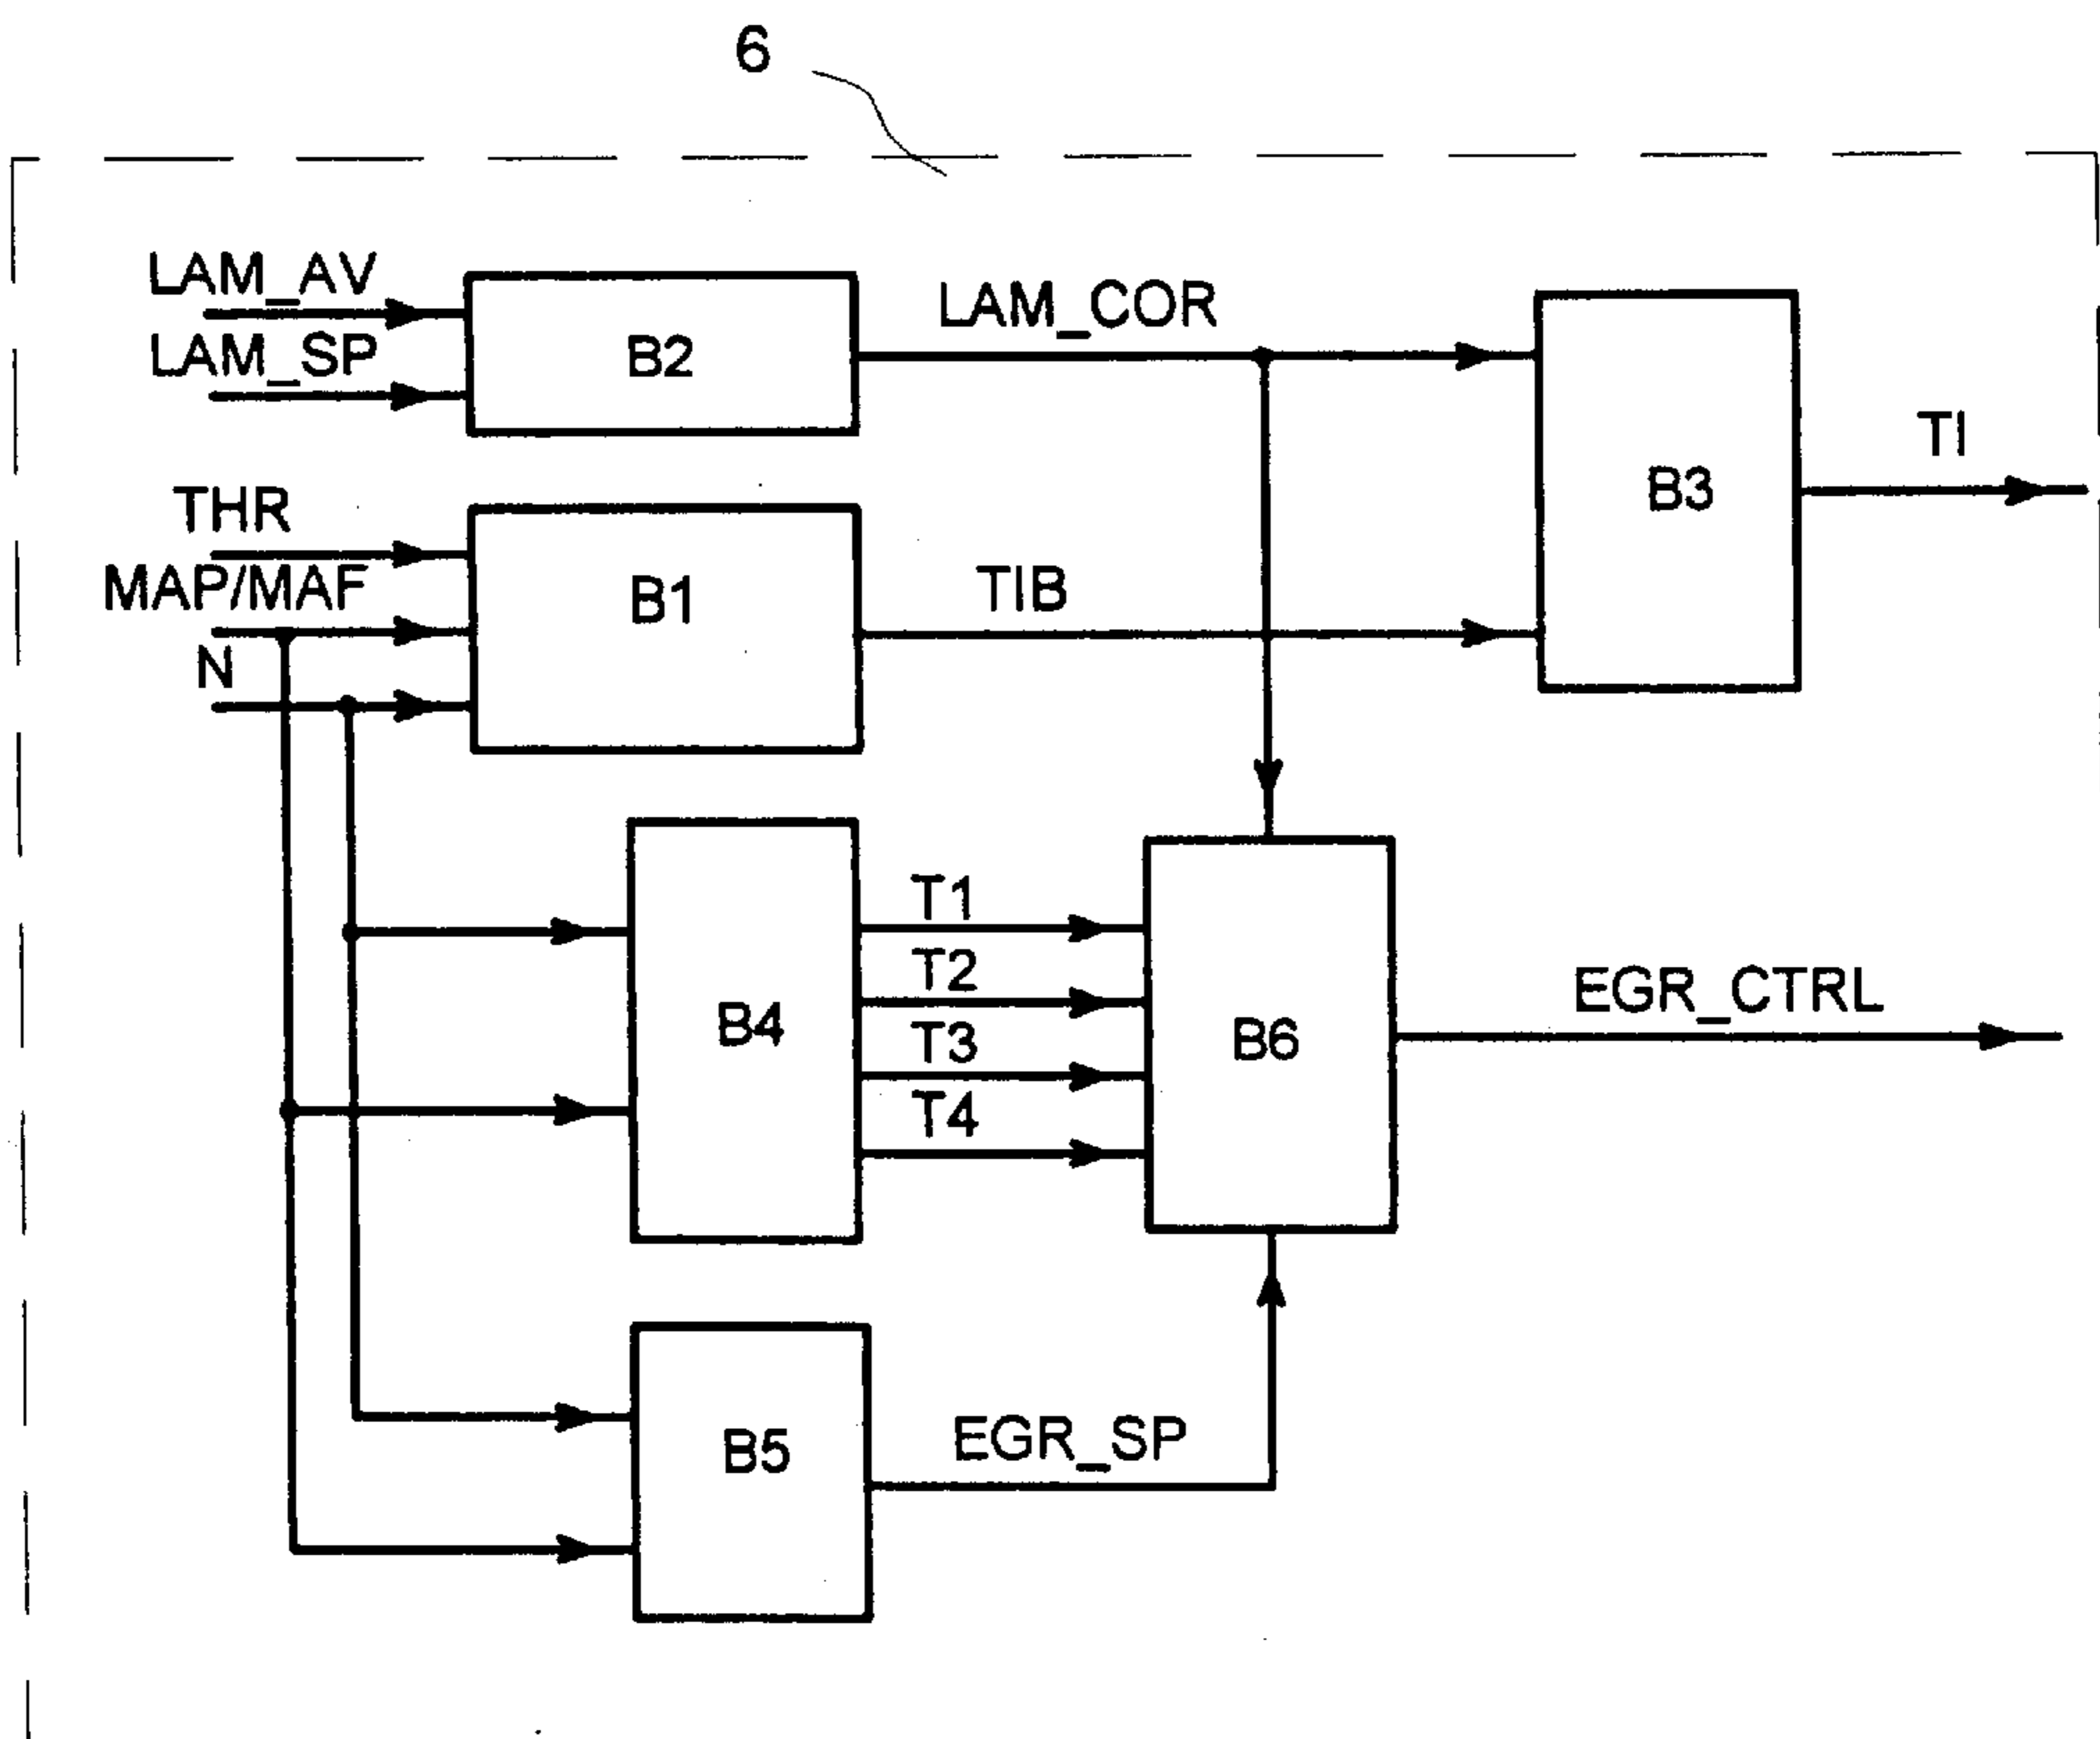 6
LAM_AV
LAM_SP
B2
LAM_COR
B3
TI
THR
MAP/MAF
N
B1
TIB
B4
T1
T2
T3
T4
B6
EGR_CTRL
B5
EGR_SP